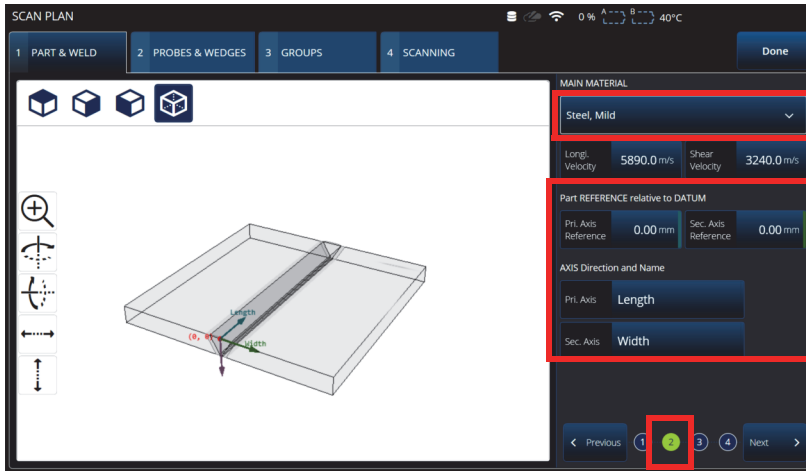 SCAN PLAN
0 % A B 40°C
1 PART & WELD 2 PROBES & WEDGES 3 GROUPS 4 SCANNING Done
MAIN MATERIAL
Steel, Mild
Longi. Velocity 5890.0 m/s Shear Velocity 3240.0 m/s
Part REFERENCE relative to DATUM
Pri. Axis Reference 0.00 mm Sec. Axis Reference 0.00 mm
AXIS Direction and Name
Pri. Axis Length
Sec. Axis Width
Length
(0,
Width
Previous 1 2 3 4 Next